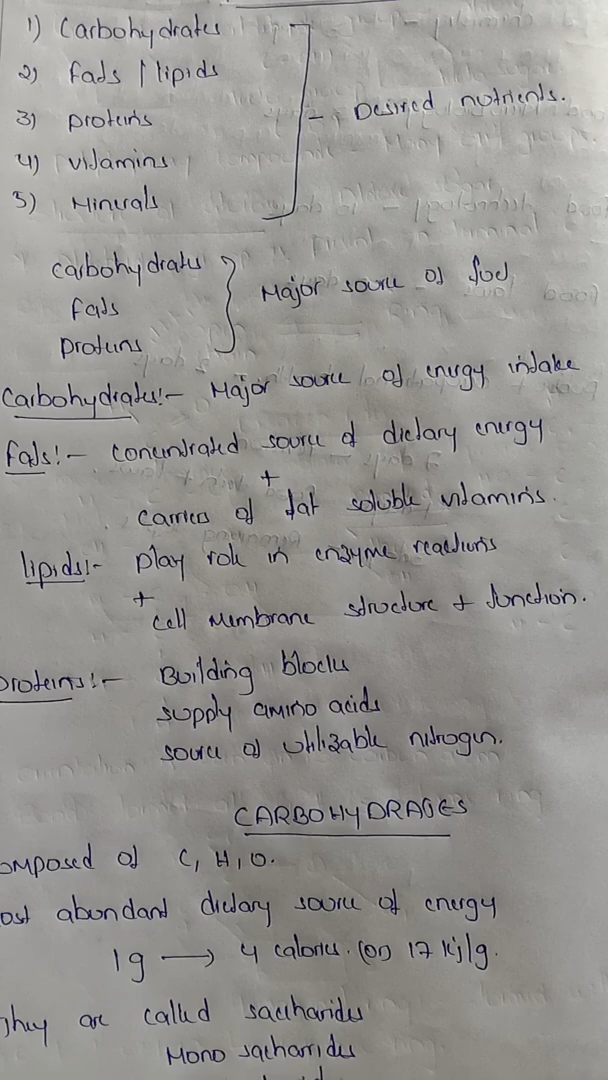 1) Carbohydrates
2) Fads | lipids
3) proteins
- Desired nutrients.
4) vitamins
5) Minerals
carbohydrates
Fats
Major source of food
proteins
Carbohydrates:- Major source of energy intake
Fats:- concentrated source of dietary energy
+
carriers of fat soluble vitamins.
lipids:- play role in enzyme reactions
+
cell membrane structure + function.
proteins:- Building blocks
supply amino acids
source of utilizable nitrogen.
CARBOHYDRATES
omposed of C, H, O.
ost abundant dietary source of energy
1g → 4 calories. (or) 17 kj/g.
They are called saccharides
Mono sacharrides